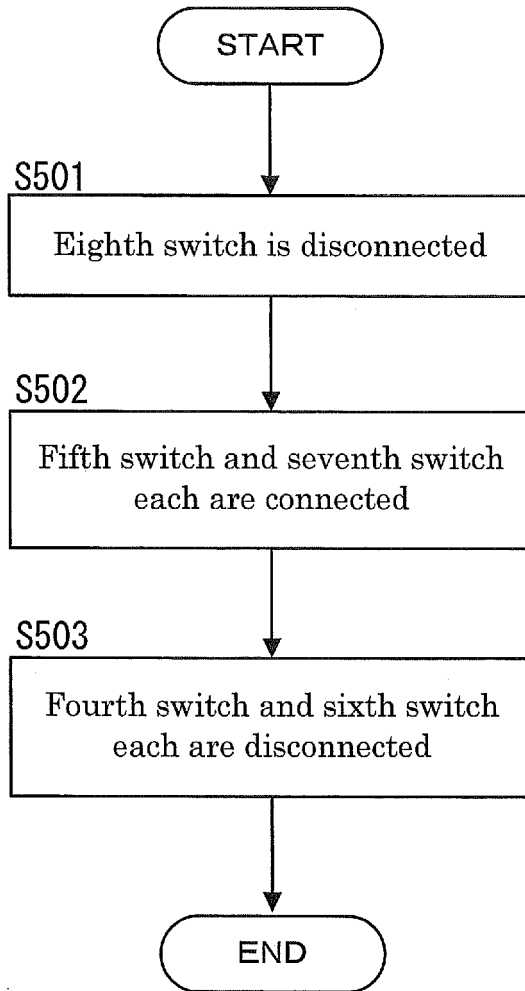 START
S501
Eighth switch is disconnected
S502
Fifth switch and seventh switch
each are connected
S503
Fourth switch and sixth switch
each are disconnected
END